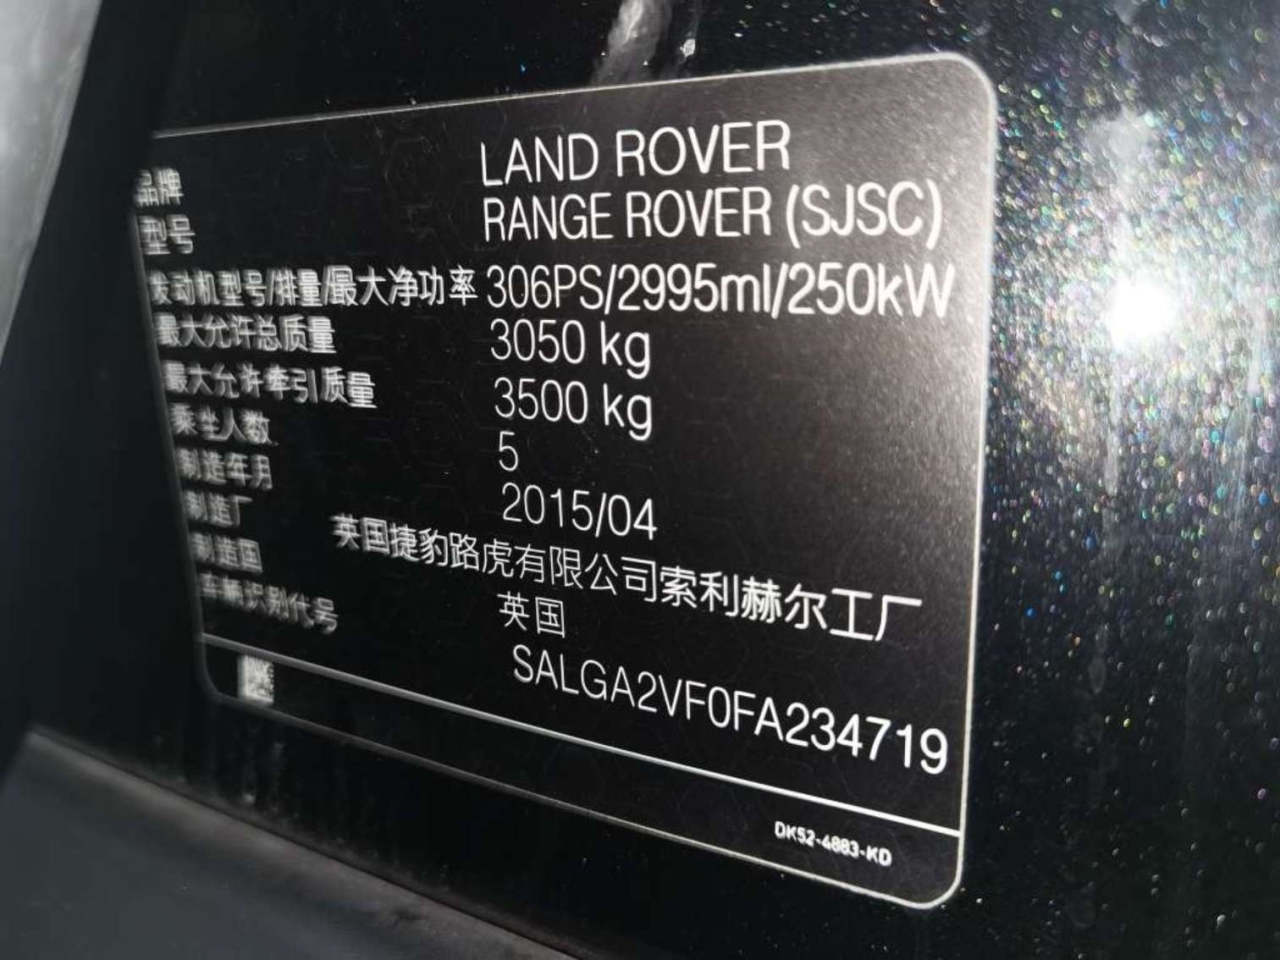 品牌 LAND ROVER
型号 RANGE ROVER (SJSC)
发动机型号/排量/最大净功率 306PS/2995ml/250kW
最大允许总质量 3050 kg
最大允许牵引质量 3500 kg
乘坐人数 5
制造年月 2015/04
制造厂 英国捷豹路虎有限公司索利赫尔工厂
制造国 英国
车辆识别代号 SALGA2VF0FA234719
DK52-4883-KD